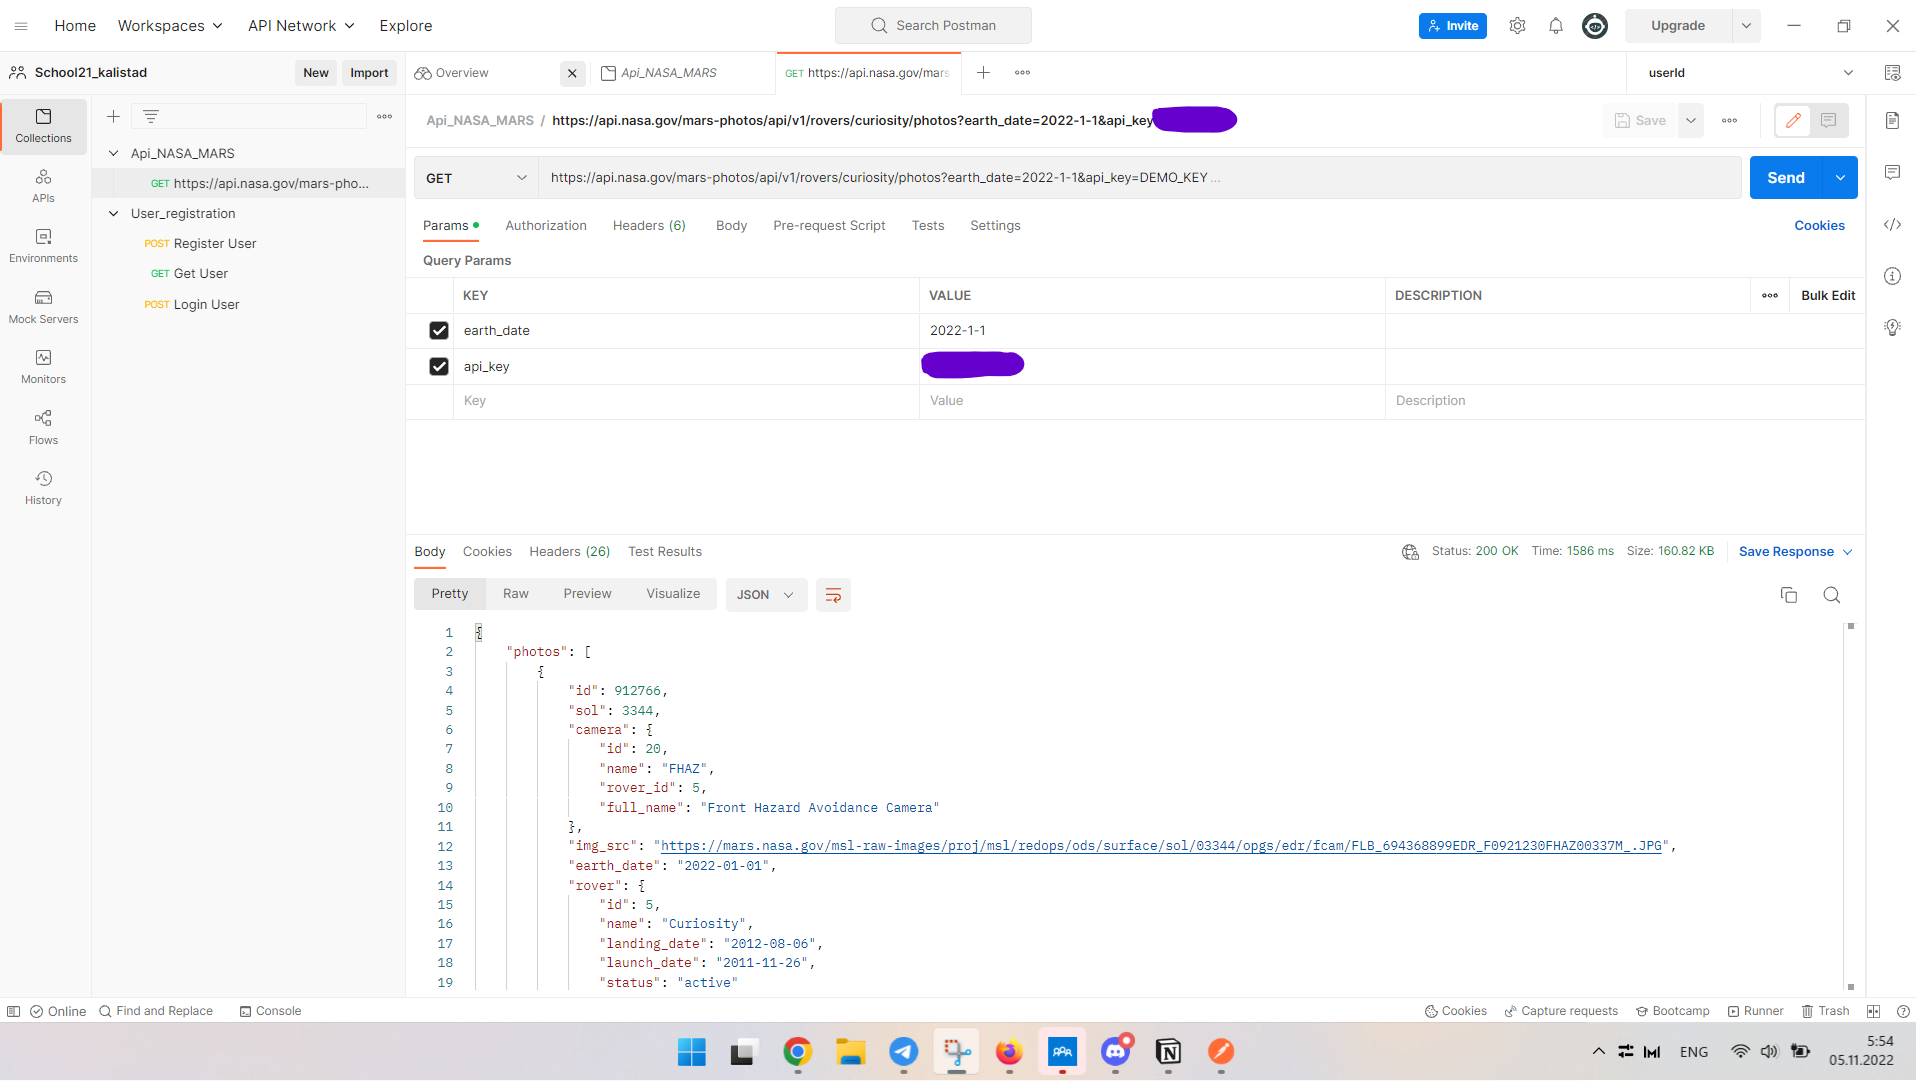 Home
Workspaces
API Network
Explore
Search Postman
Invite
Upgrade
School21_kalistad
New
Import
Overview
Api_NASA_MARS
GET https://api.nasa.gov/mars
userId
Collections
APIs
Environments
Mock Servers
Monitors
Flows
History
Api_NASA_MARS
GET https://api.nasa.gov/mars-pho...
User_registration
POST Register User
GET Get User
POST Login User
Api_NASA_MARS / https://api.nasa.gov/mars-photos/api/v1/rovers/curiosity/photos?earth_date=2022-1-1&api_key
Save
GET
https://api.nasa.gov/mars-photos/api/v1/rovers/curiosity/photos?earth_date=2022-1-1&api_key=DEMO_KEY ...
Send
Params
Authorization
Headers (6)
Body
Pre-request Script
Tests
Settings
Cookies
Query Params
KEY VALUE DESCRIPTION Bulk Edit
earth_date 2022-1-1
api_key
Key Value Description
Body Cookies Headers (26) Test Results
Status: 200 OK Time: 1586 ms Size: 160.82 KB Save Response
Pretty Raw Preview Visualize JSON
1 {
2 "photos": [
3 {
4 "id": 912766,
5 "sol": 3344,
6 "camera": {
7 "id": 20,
8 "name": "FHAZ",
9 "rover_id": 5,
10 "full_name": "Front Hazard Avoidance Camera"
11 },
12 "img_src": "https://mars.nasa.gov/msl-raw-images/proj/msl/redops/ods/surface/sol/03344/opgs/edr/fcam/FLB_694368899EDR_F0921230FHAZ00337M_.JPG",
13 "earth_date": "2022-01-01",
14 "rover": {
15 "id": 5,
16 "name": "Curiosity",
17 "landing_date": "2012-08-06",
18 "launch_date": "2011-11-26",
19 "status": "active"
Online
Find and Replace
Console
Cookies
Capture requests
Bootcamp
Runner
Trash
ENG
5:54
05.11.2022